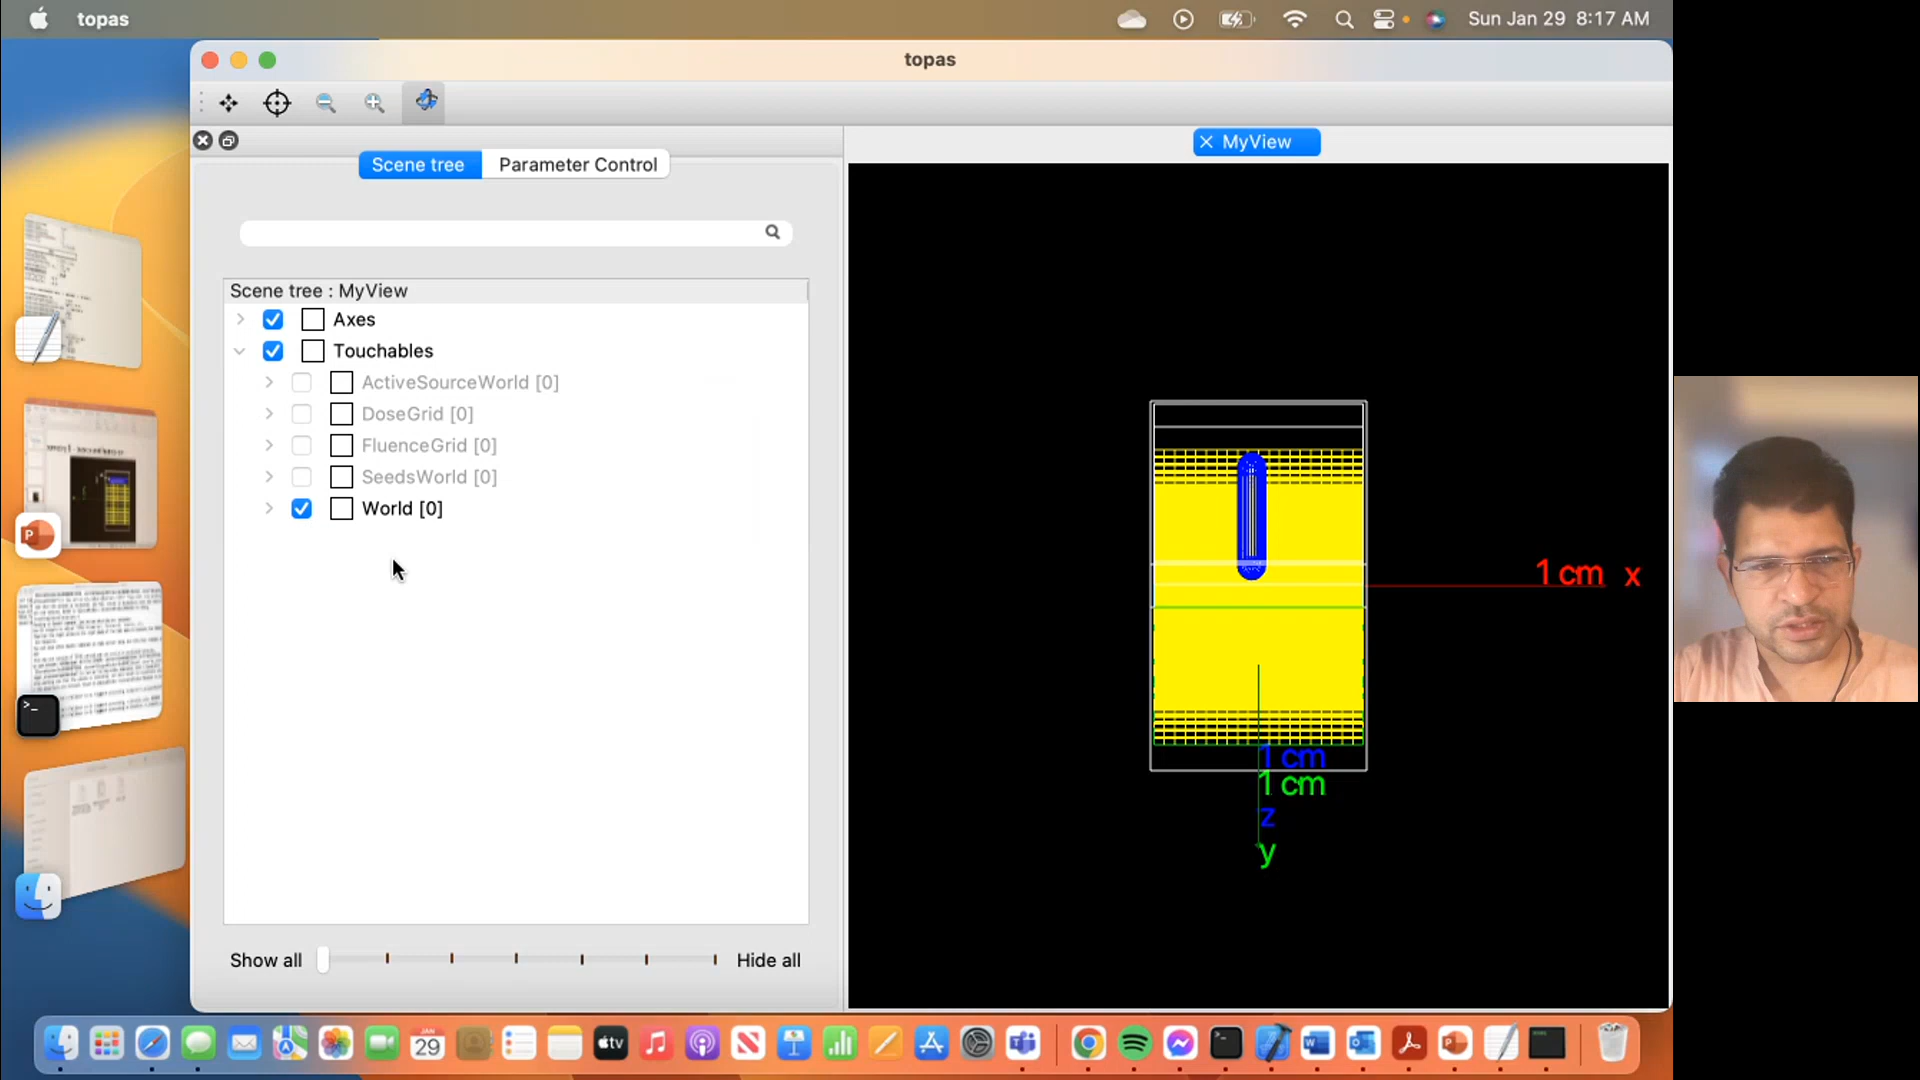 topas
Sun Jan 29 8:17 AM
topas
MyView
Scene tree
Parameter Control
Scene tree : MyView
Axes
Touchables
ActiveSourceWorld [0]
DoseGrid [0]
FluenceGrid [0]
SeedsWorld [0]
World [0]
1 cm x
1 cm
1 cm
z
y
Show all
Hide all
JAN
29
tv